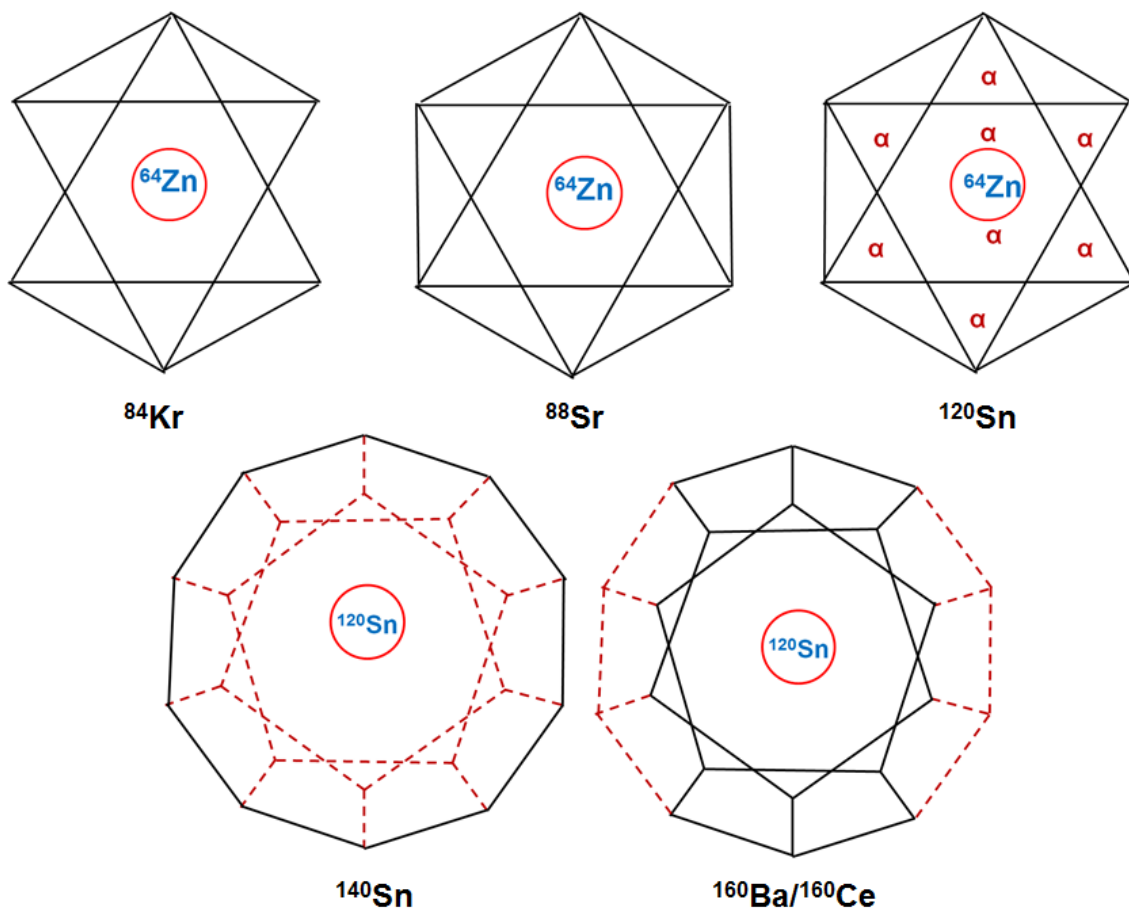 ⁶⁴Zn
⁸⁴Kr
⁶⁴Zn
⁸⁸Sr
α
α α α
⁶⁴Zn
α α α
α
¹²⁰Sn
¹²⁰Sn
¹⁴⁰Sn
¹²⁰Sn
¹⁶⁰Ba/¹⁶⁰Ce